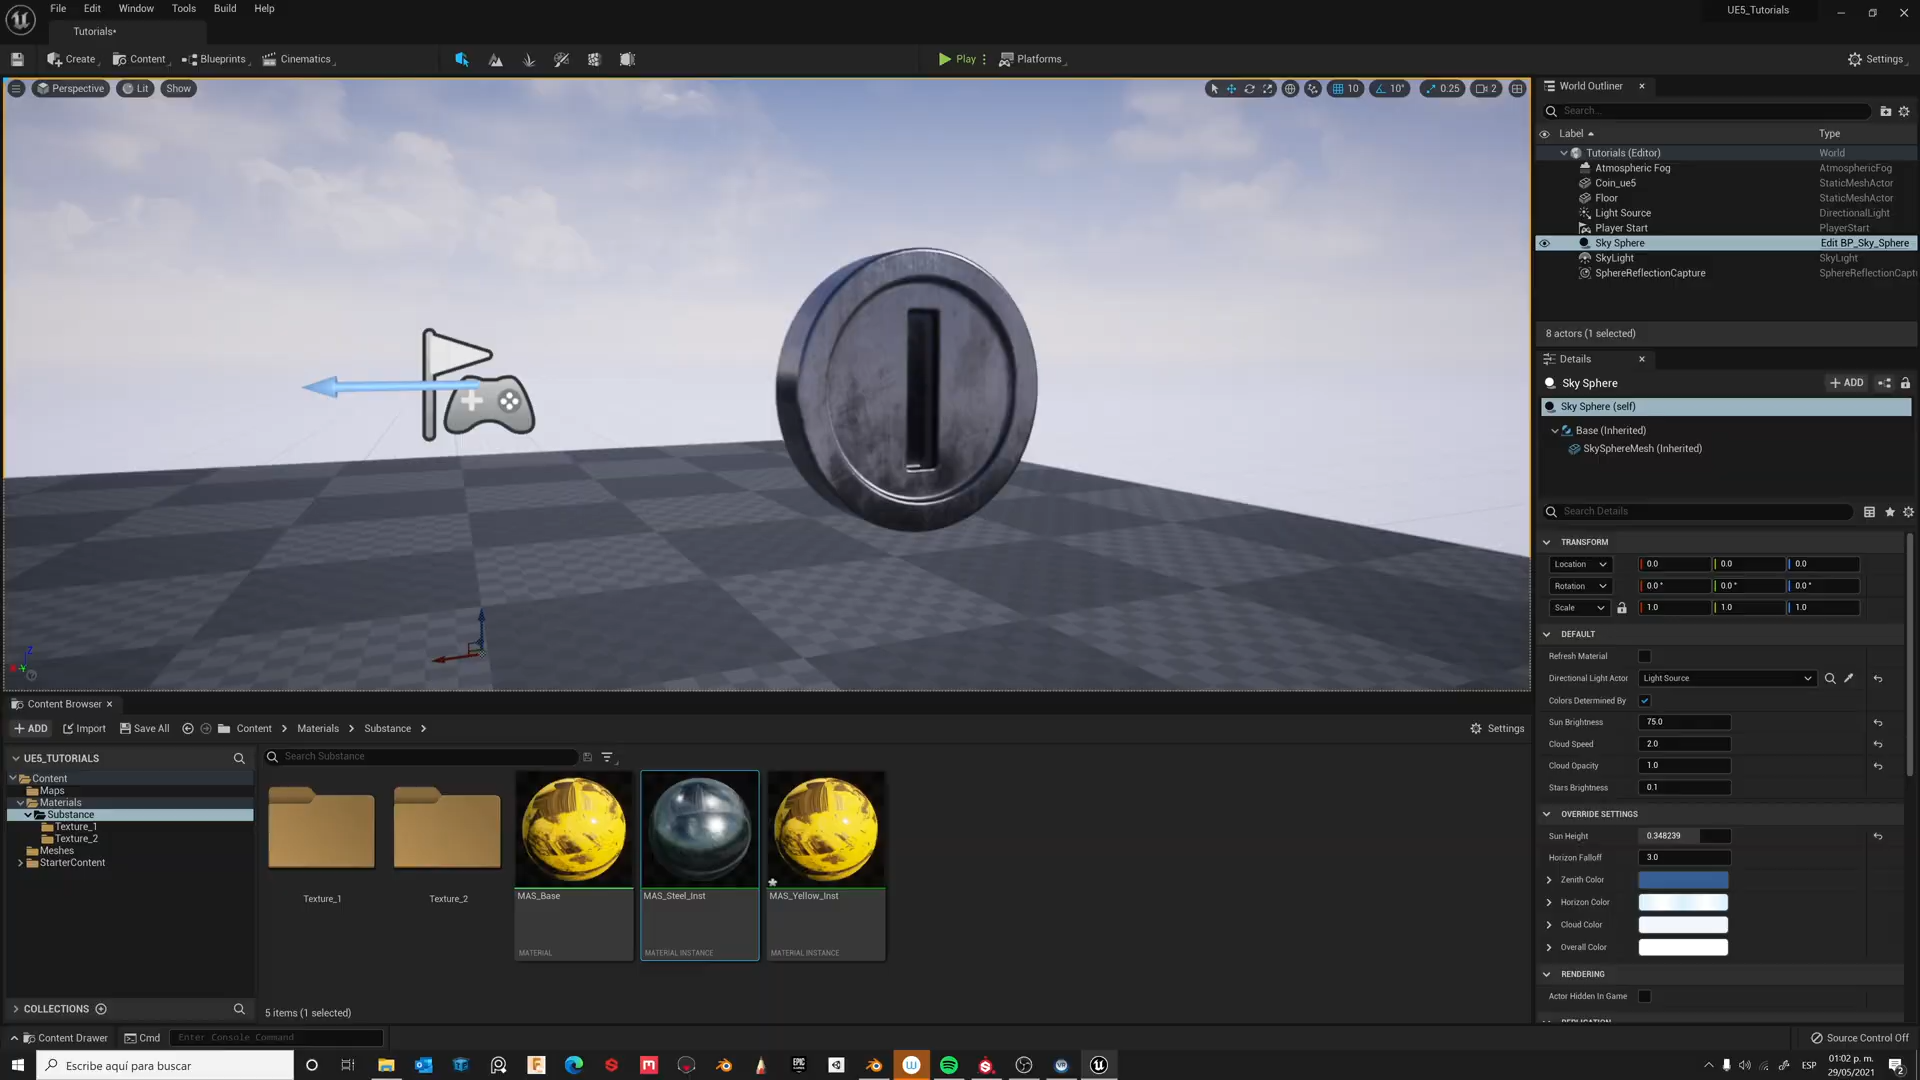 File Edit Window Tools Build Help
UE5_Tutorials
Tutorials*
Create Content Blueprints Cinematics Play Platforms Settings
Perspective Lit Show 10 10° 0.25 2
World Outliner
Search...
Label Type
Tutorials (Editor) World
Atmospheric Fog AtmosphericFog
Coin_ue5 StaticMeshActor
Floor StaticMeshActor
Light Source DirectionalLight
Player Start PlayerStart
Sky Sphere Edit BP_Sky_Sphere
SkyLight SkyLight
SphereReflectionCapture SphereReflectionCaptu
8 actors (1 selected)
Details
Sky Sphere + ADD
Sky Sphere (self)
Base (Inherited)
SkySphereMesh (Inherited)
Search Details
TRANSFORM
Location 0.0 0.0 0.0
Rotation 0.0 ° 0.0 ° 0.0 °
Scale 1.0 1.0 1.0
DEFAULT
Refresh Material
Directional Light Actor Light Source
Colors Determined By
Sun Brightness 75.0
Cloud Speed 2.0
Cloud Opacity 1.0
Stars Brightness 0.1
OVERRIDE SETTINGS
Sun Height 0.348239
Horizon Falloff 3.0
Zenith Color
Horizon Color
Cloud Color
Overall Color
RENDERING
Actor Hidden In Game
REPLICATION
Z
X Y
Content Browser
+ ADD Import Save All Content Materials Substance Settings
UE5_TUTORIALS
Search Substance
Content
Maps
Materials
Substance
Texture_1
Texture_2
Meshes
StarterContent
Texture_1
Texture_2
MAS_Base
MATERIAL
MAS_Steel_Inst
MATERIAL INSTANCE
MAS_Yellow_Inst
MATERIAL INSTANCE
COLLECTIONS
5 items (1 selected)
Content Drawer Cmd Enter Console Command
Source Control Off
Escribe aquí para buscar
ESP
01:02 p. m.
29/05/2021
2